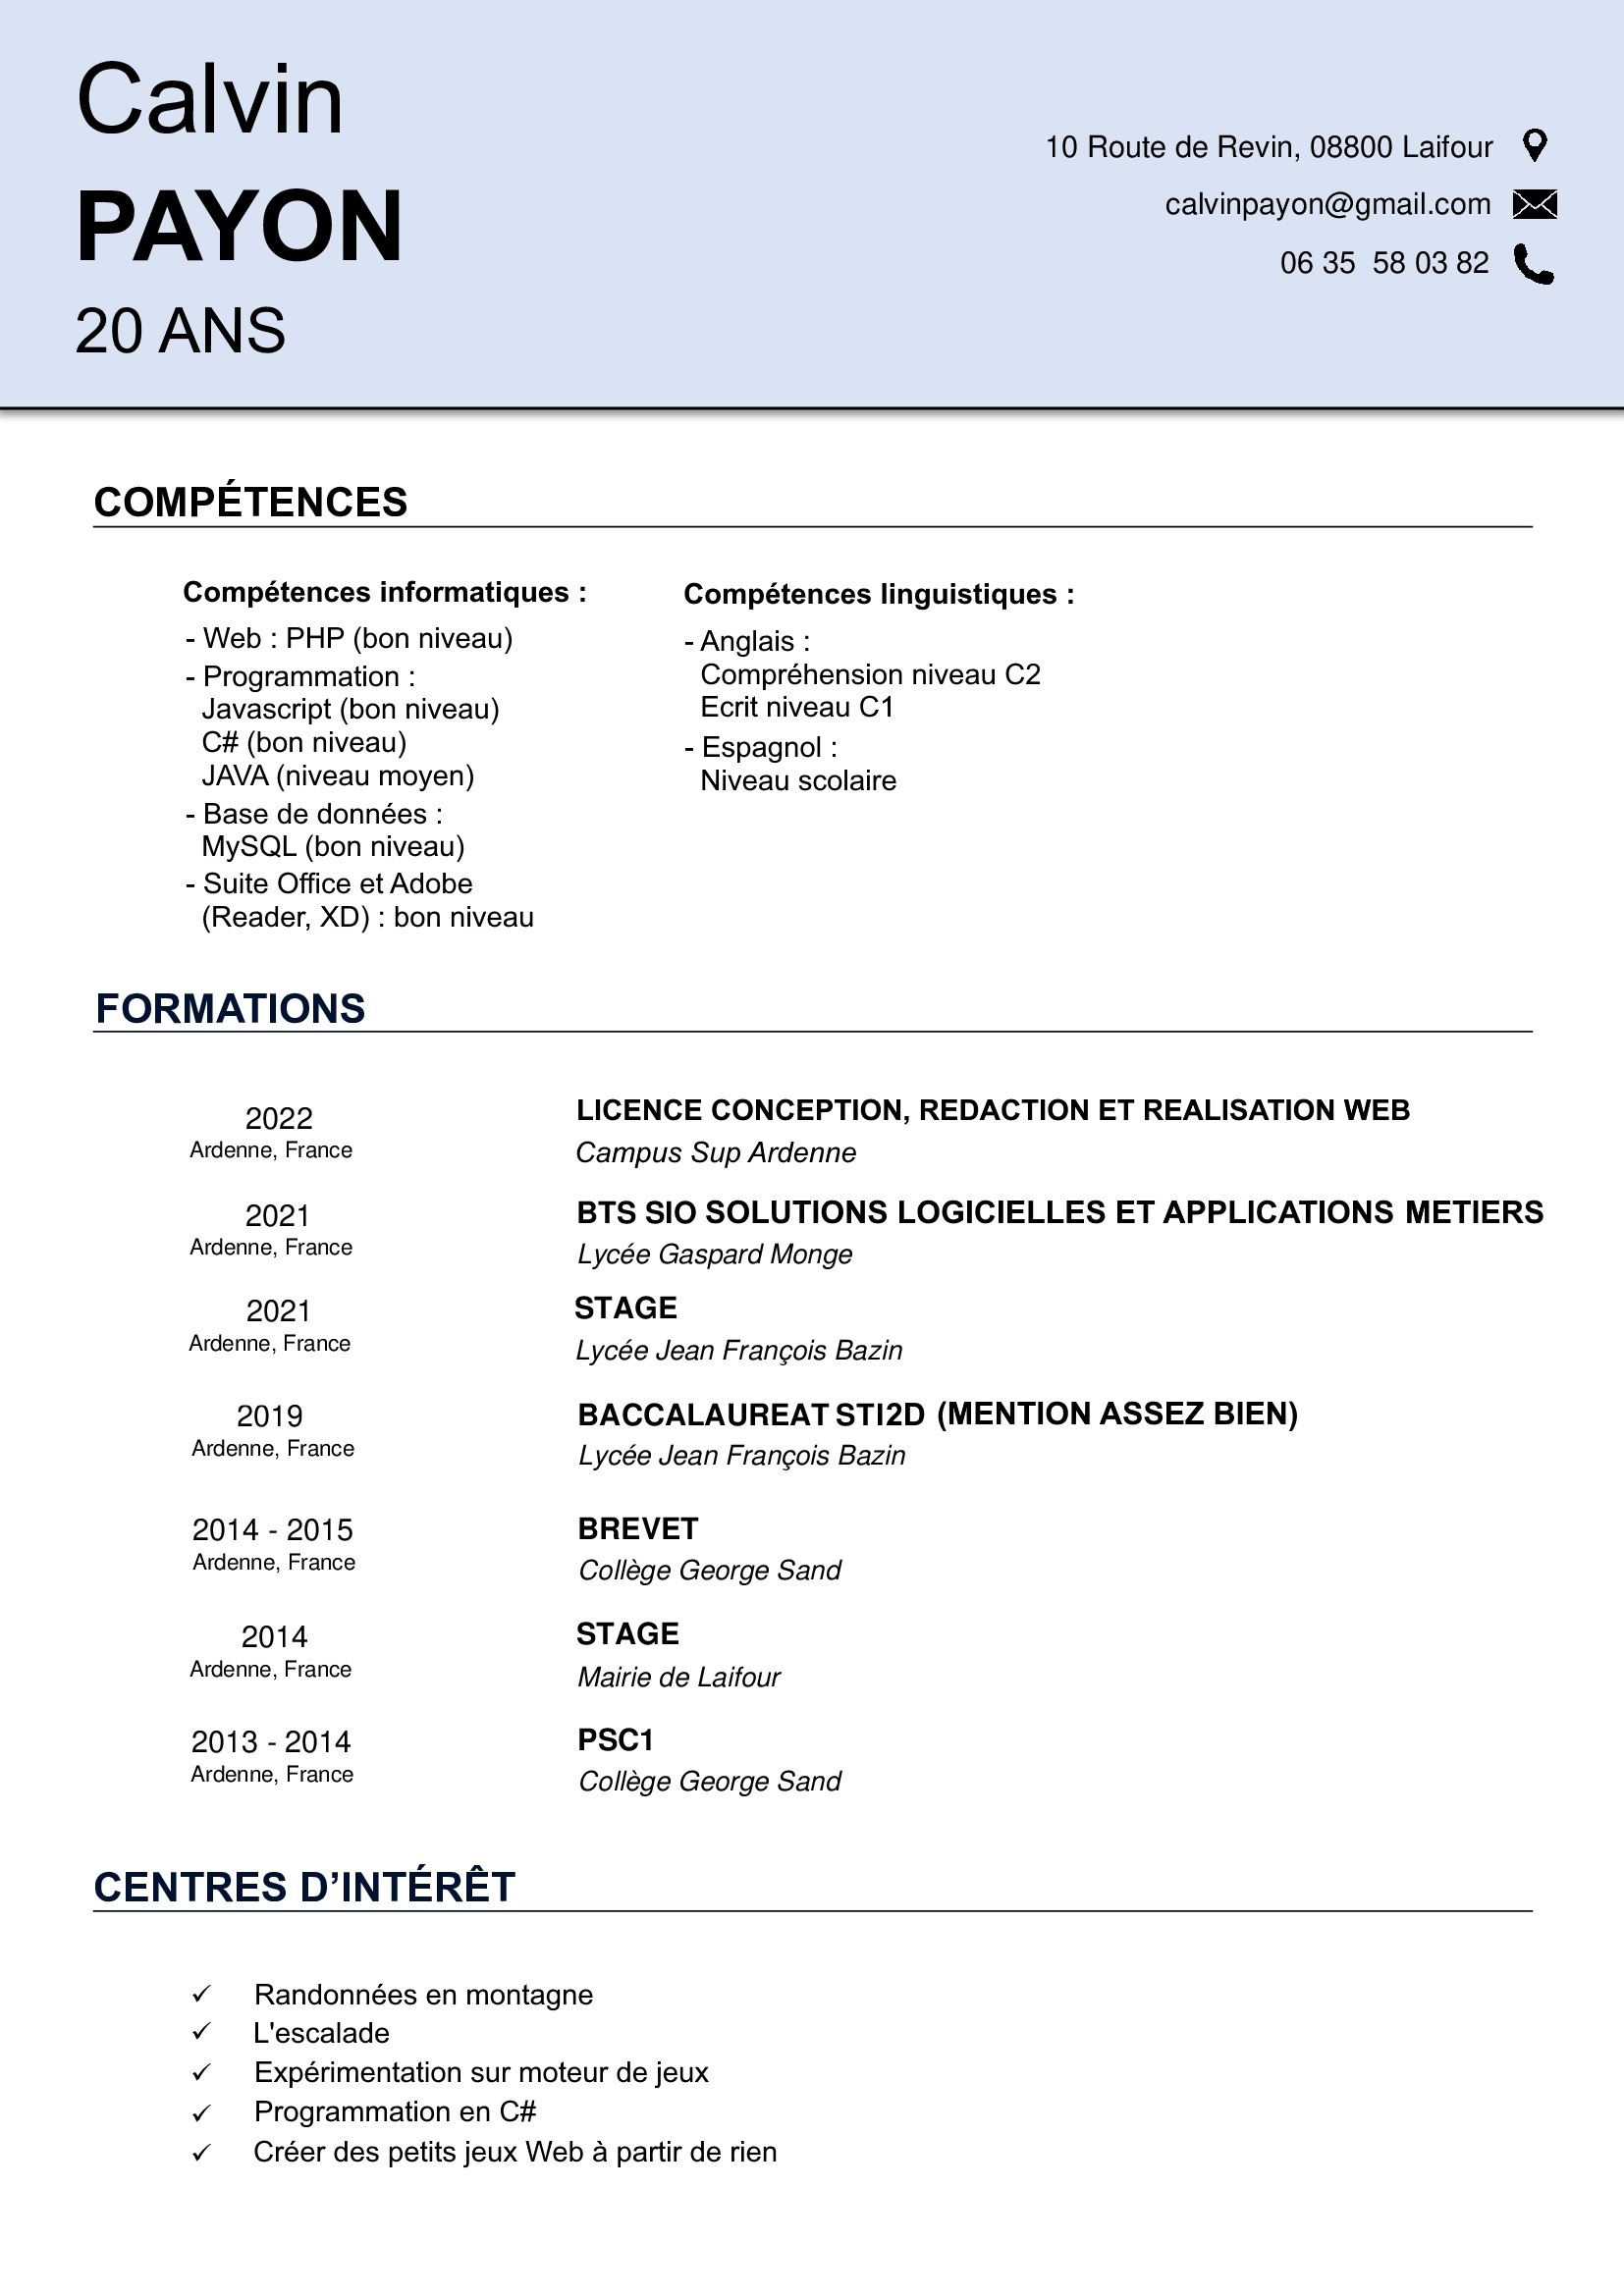 Calvin
PAYON
20 ANS
10 Route de Revin, 08800 Laifour
calvinpayon@gmail.com
06 35  58 03 82
COMPÉTENCES
Compétences informatiques :
- Web : PHP (bon niveau)
- Programmation :
Javascript (bon niveau)
C# (bon niveau)
JAVA (niveau moyen)
- Base de données :
MySQL (bon niveau)
- Suite Office et Adobe
(Reader, XD) : bon niveau
Compétences linguistiques :
- Anglais :
Compréhension niveau C2
Ecrit niveau C1
- Espagnol :
Niveau scolaire
FORMATIONS
2022
Ardenne, France
LICENCE CONCEPTION, REDACTION ET REALISATION WEB
Campus Sup Ardenne
2021
Ardenne, France
BTS SIO SOLUTIONS LOGICIELLES ET APPLICATIONS METIERS
Lycée Gaspard Monge
2021
Ardenne, France
STAGE
Lycée Jean François Bazin
2019
Ardenne, France
BACCALAUREAT STI2D (MENTION ASSEZ BIEN)
Lycée Jean François Bazin
2014 - 2015
Ardenne, France
BREVET
Collège George Sand
2014
Ardenne, France
STAGE
Mairie de Laifour
2013 - 2014
Ardenne, France
PSC1
Collège George Sand
CENTRES D’INTÉRÊT
✓ Randonnées en montagne
✓ L'escalade
✓ Expérimentation sur moteur de jeux
✓ Programmation en C#
✓ Créer des petits jeux Web à partir de rien